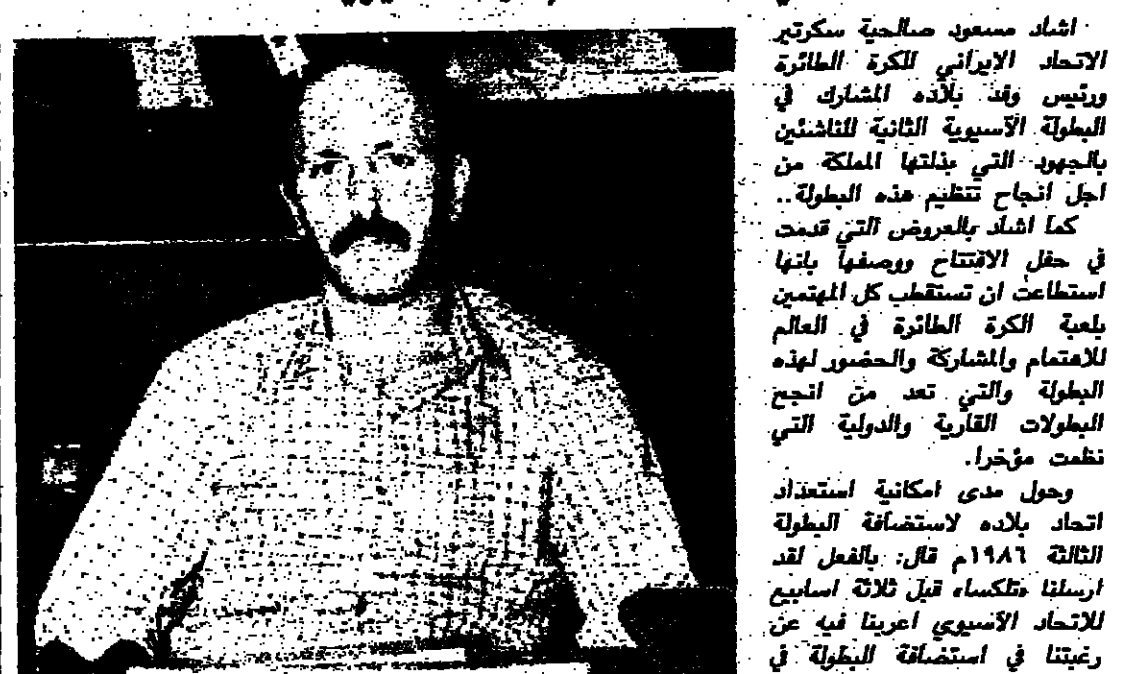 اشاد مسعود صالحية سكرتير
الاتحاد الايراني للكرة الطائرة
ورئيس وفد بلاده المشارك في
البطولة الآسيوية الثانية للناشئين
بالجهود التي بذلتها المملكة من
اجل انجاح تنظيم هذه البطولة..
كما اشاد بالعروض التي قدمت
في حفل الافتتاح ووصفها بانها
استطاعت ان تستقطب كل المهتمين
بلعبة الكرة الطائرة في العالم
للاهتمام والمشاركة والحضور لهذه
البطولة والتي تعد من انجح
البطولات القارية والدولية التي
نظمت مؤخرا.
وحول مدى امكانية استعداد
اتحاد بلاده لاستضافة البطولة
الثالثة ١٩٨٦م قال: بالفعل لقد
ارسلنا «تلكسا» قبل ثلاثة اسابيع
للاتحاد الآسيوي اعربنا فيه عن
رغبتنا في استضافة البطولة في